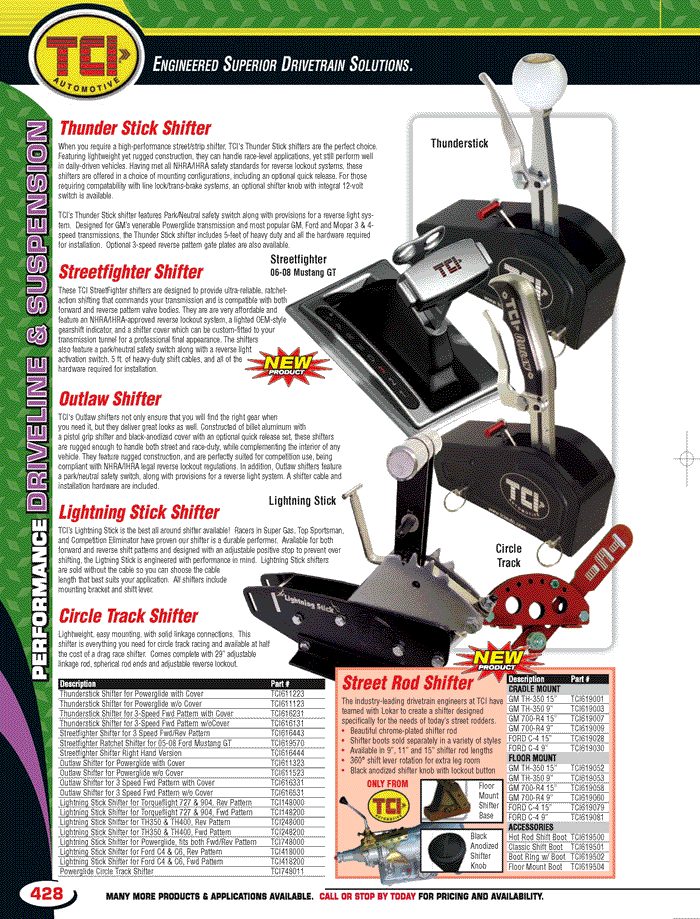 TCI
AUTOMOTIVE
ENGINEERED SUPERIOR DRIVETRAIN SOLUTIONS.
PERFORMANCE DRIVELINE & SUSPENSION
Thunder Stick Shifter
When you require a high-performance street/strip shifter, TCI's Thunder Stick shifters are the perfect choice.
Featuring lightweight yet rugged construction, they can handle race-level applications, yet still perform well
in daily-driven vehicles. Having met all NHRA/IHRA safety standards for reverse lockout systems, these
shifters are offered in a choice of mounting configurations, including an optional quick release. For those
requiring compatability with line lock/trans-brake systems, an optional shifter knob with integral 12-volt
switch is available.
TCI's Thunder Stick shifter features Park/Neutral safety switch along with provisions for a reverse light sys-
tem. Designed for GM's venerable Powerglide transmission and most popular GM, Ford and Mopar 3 & 4-
speed transmissions, the Thunder Stick shifter includes 5-feet of heavy duty and all the hardware required
for installation. Optional 3-speed reverse pattern gate plates are also available.
Thunderstick
Streetfighter
06-08 Mustang GT
Streetfighter Shifter
These TCI StreetFighter shifters are designed to provide ultra-reliable, ratchet-
action shifting that commands your transmission and is compatible with both
forward and reverse pattern valve bodies. They are are very affordable and
feature an NHRA/IHRA-approved reverse lockout system, a lighted OEM-style
gearshift indicator, and a shifter cover which can be custom-fitted to your
transmission tunnel for a professional final appearance. The shifters
also feature a park/neutral safety switch along with a reverse light
activation switch, 5 ft. of heavy-duty shift cables, and all of the
hardware required for installation.
NEW
PRODUCT
TCI
TCI
TCI
Outlaw
Outlaw Shifter
TCI's Outlaw shifters not only ensure that you will find the right gear when
you need it, but they deliver great looks as well. Constructed of billet aluminum with
a pistol grip shifter and black-anodized cover with an optional quick release set, these shifters
are rugged enough to handle both street and race-duty, while complementing the interior of any
vehicle. They feature rugged construction, and are perfectly suited for competition use, being
compliant with NHRA/IHRA legal reverse lockout regulations. In addition, Outlaw shifters feature
a park/neutral safety switch, along with provisions for a reverse light system. A shifter cable and
installation hardware are included.
TCI
Lightning Stick
Lightning Stick Shifter
TCI's Lightning Stick is the best all around shifter available! Racers in Super Gas, Top Sportsman,
and Competition Eliminator have proven our shifter is a durable performer. Available for both
forward and reverse shift patterns and designed with an adjustable positive stop to prevent over
shifting, the Lightning Stick is engineered with performance in mind. Lightning Stick shifters
are sold without the cable so you can choose the cable
length that best suits your application. All shifters include
mounting bracket and shift lever.
Lightning Stick
Circle
Track
TCI
Circle Track Shifter
Lightweight, easy mounting, with solid linkage connections. This
shifter is everything you need for circle track racing and available at half
the cost of a drag race shifter. Comes complete with 29" adjustable
linkage rod, spherical rod ends and adjustable reverse lockout.
NEW
PRODUCT
Description Part #
Thunderstick Shifter for Powerglide with Cover TCI611223
Thunderstick Shifter for Powerglide w/o Cover TCI611123
Thunderstick Shifter for 3-Speed Fwd Pattern with Cover TCI616231
Thunderstick Shifter for 3-Speed Fwd Pattern w/oCover TCI616131
Streetfighter Shifter for 3 Speed Fwd/Rev Pattern TCI616443
Streetfighter Ratchet Shifter for 05-08 Ford Mustang GT TCI619570
Streetfighter Shifter Right Hand Version TCI616444
Outlaw Shifter for Powerglide with Cover TCI611323
Outlaw Shifter for Powerglide w/o Cover TCI611523
Outlaw Shifter for 3 Speed Fwd Pattern with Cover TCI616331
Outlaw Shifter for 3 Speed Fwd Pattern w/o Cover TCI616531
Lightning Stick Shifter for Torqueflight 727 & 904, Rev Pattern TCI148000
Lightning Stick Shifter for Torqueflight 727 & 904, Fwd Pattern TCI148200
Lightning Stick Shifter for TH350 & TH400, Rev Pattern TCI248000
Lightning Stick Shifter for TH350 & TH400, Fwd Pattern TCI248200
Lightning Stick Shifter for Powerglide, fits both Fwd/Rev Pattern TCI748000
Lightning Stick Shifter for Ford C4 & C6, Rev Pattern TCI418000
Lightning Stick Shifter for Ford C4 & C6, Fwd Pattern TCI418200
Powerglide Circle Track Shifter TCI748011
Street Rod Shifter
The industry-leading drivetrain engineers at TCI have
teamed with Lokar to create a shifter designed
specifically for the needs of today's street rodders.
• Beautiful chrome-plated shifter rod
• Shifter boots sold separately in a variety of styles
• Available in 9", 11" and 15" shifter rod lengths
• 360° shift lever rotation for extra leg room
• Black anodized shifter knob with lockout button
ONLY FROM
TCI
AUTOMOTIVE
Floor
Mount
Shifter
Base
Black
Anodized
Shifter
Knob
Description Part #
CRADLE MOUNT
GM TH-350 15" TCI619001
GM TH-350 9" TCI619003
GM 700-R4 15" TCI619007
GM 700-R4 9" TCI619009
FORD C-4 15" TCI619028
FORD C-4 9" TCI619030
FLOOR MOUNT
GM TH-350 15" TCI619052
GM TH-350 9" TCI619053
GM 700-R4 15" TCI619058
GM 700-R4 9" TCI619060
FORD C-4 15" TCI619079
FORD C-4 9" TCI619081
ACCESSORIES
Hot Rod Shift Boot TCI619500
Classic Shift Boot TCI619501
Boot Ring w/ Boot TCI619502
Floor Mount Boot TCI619504
428
MANY MORE PRODUCTS & APPLICATIONS AVAILABLE. CALL OR STOP BY TODAY FOR PRICING AND AVAILABILITY.